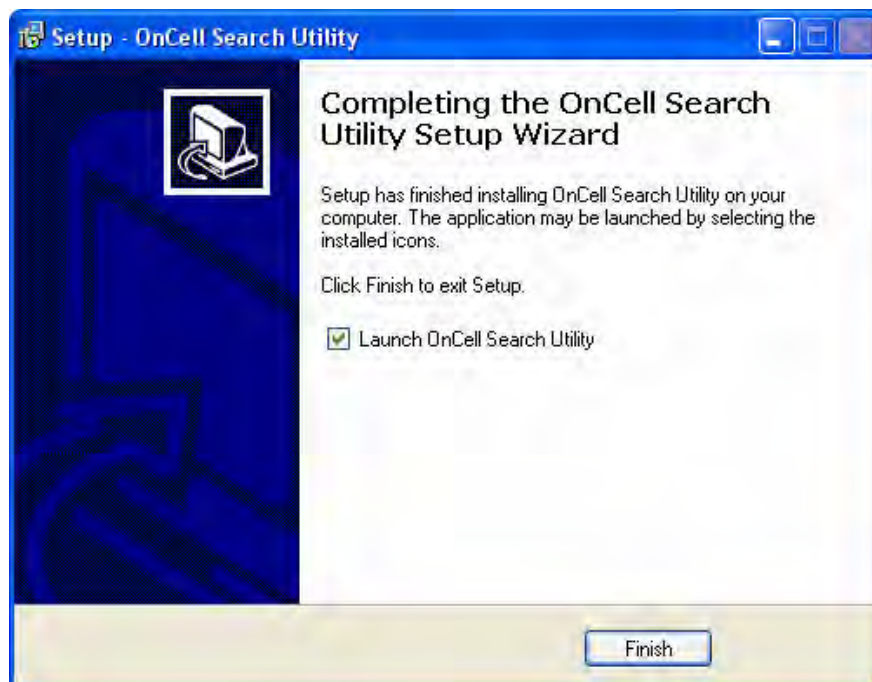 Setup - OnCell Search Utility
Completing the OnCell Search
Utility Setup Wizard
Setup has finished installing OnCell Search Utility on your
computer. The application may be launched by selecting the
installed icons.
Click Finish to exit Setup.
Launch OnCell Search Utility
Finish